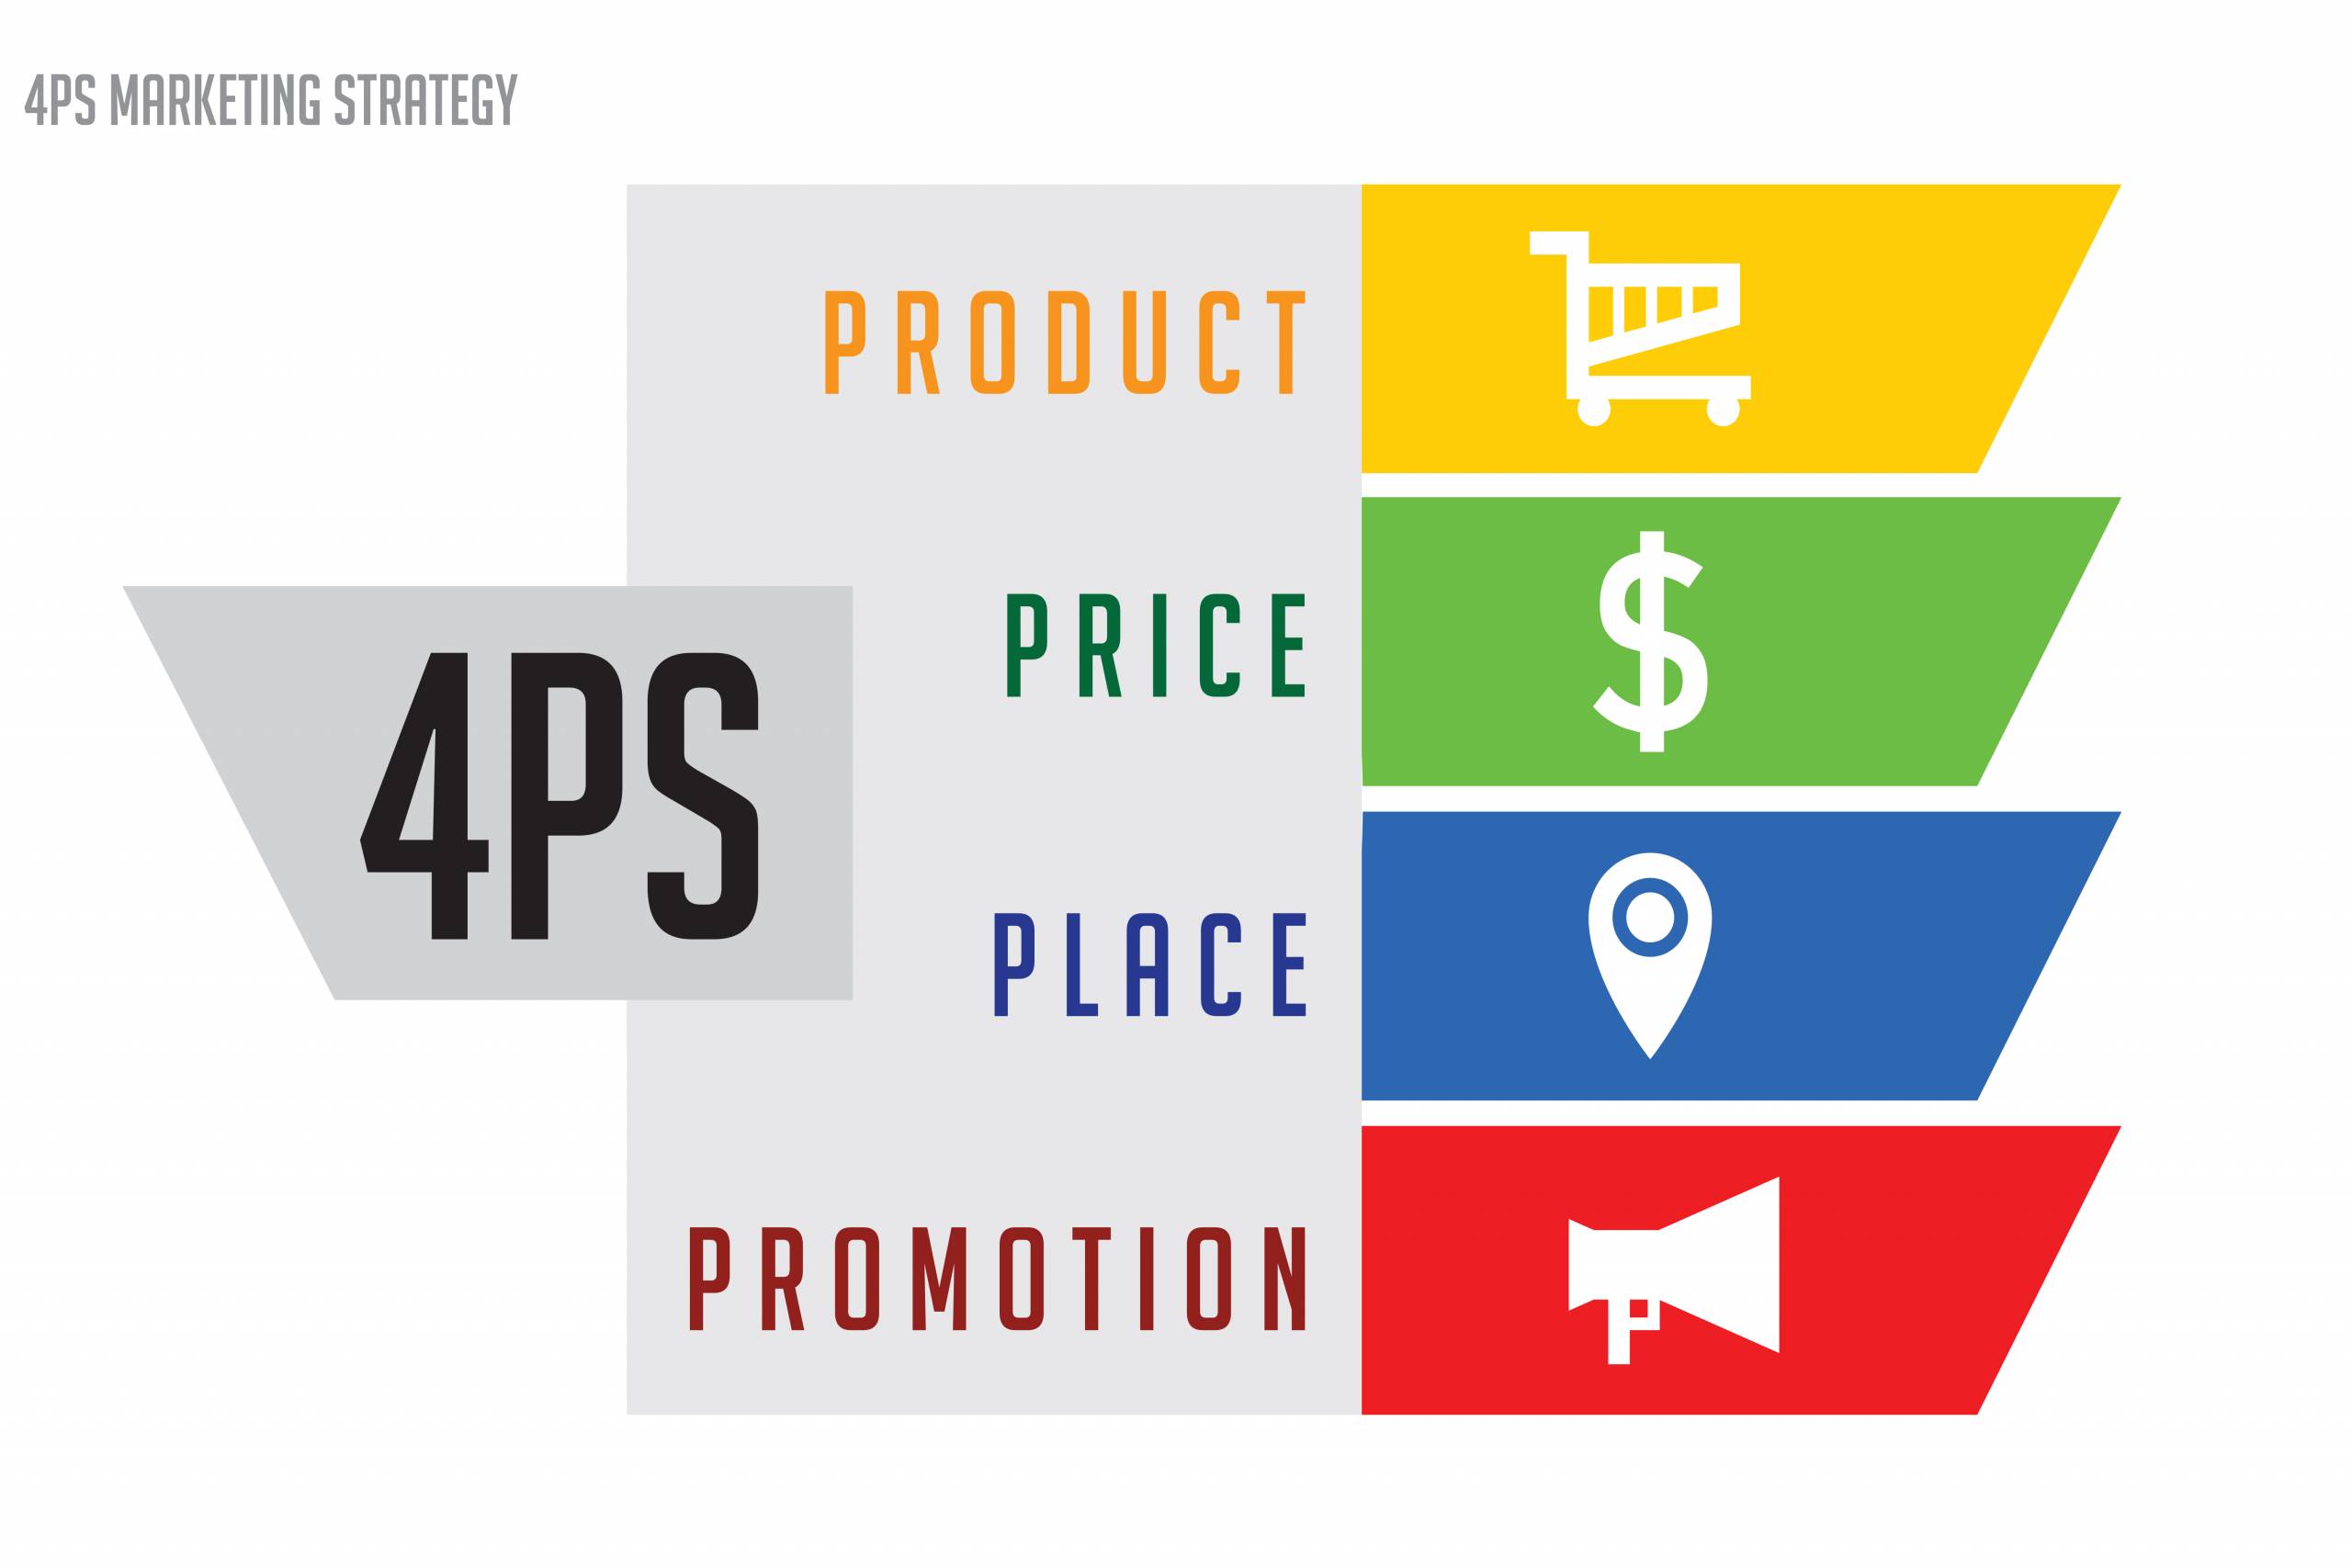 4PS MARKETING STRATEGY
PRODUCT
PRICE
4PS
PLACE
PROMOTION